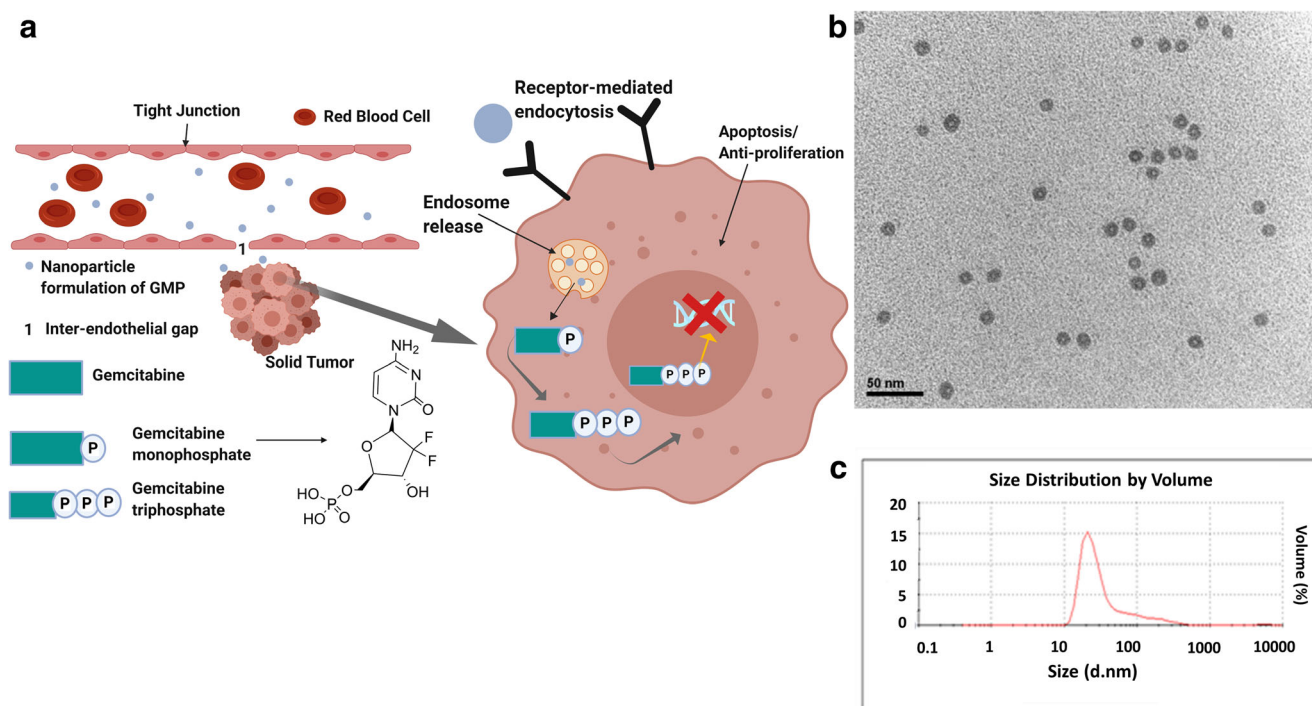 a
Tight Junction
Red Blood Cell
1
Nanoparticle
formulation of GMP
1 Inter-endothelial gap
Solid Tumor
Gemcitabine
P
Gemcitabine
monophosphate
P P P
Gemcitabine
triphosphate
NH2
N
N
O
O
F
F
OH
O
HO
P
HO
O
Receptor-mediated
endocytosis
Apoptosis/
Anti-proliferation
Endosome
release
P
P P P
P P P
b
50 nm
c
Size Distribution by Volume
20
15
10
5
0
0.1 1 10 100 1000 10000
Size (d.nm)
Volume (%)